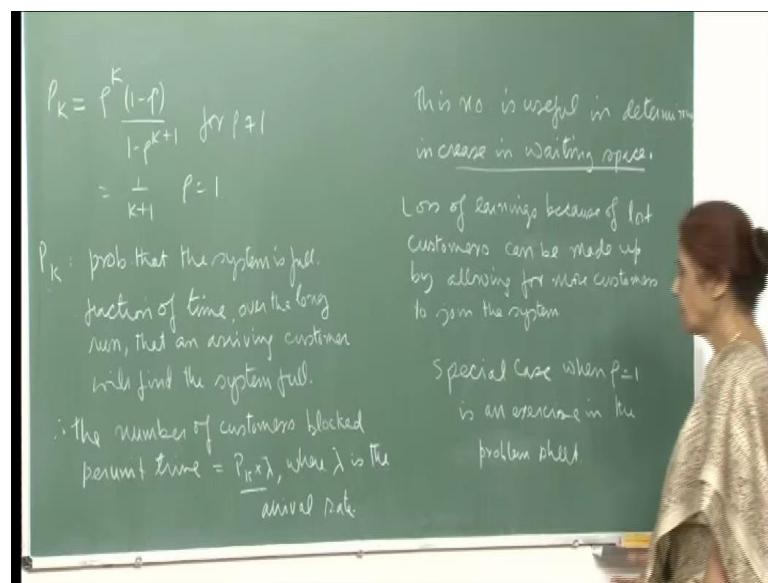 P_K = ρ^K (1-ρ) / 1-ρ^{K+1} for ρ ≠ 1
= 1/K+1 ρ = 1
P_K : prob. that the system is full.
fraction of time, over the long
run, that an arriving customer
will find the system full.
∴ the number of customers blocked
per unit time = P_K × λ, where λ is the
arrival rate.
This no. is useful in determin
increase in waiting space.
Loss of earnings because of lost
customers can be made up
by allowing for more customers
to join the system
Special Case when ρ=1
is an exercise in the
problem sheet.